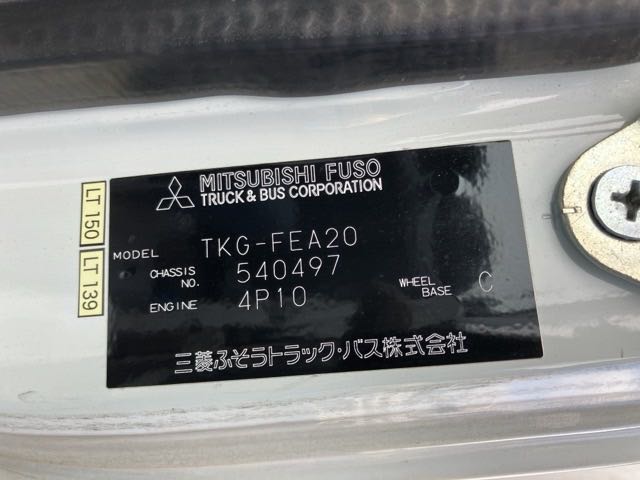 MITSUBISHI FUSO
TRUCK & BUS CORPORATION
LT 150
LT 139
MODEL TKG-FEA20
CHASSIS NO. 540497
ENGINE 4P10
WHEEL BASE C
三菱ふそうトラック・バス株式会社